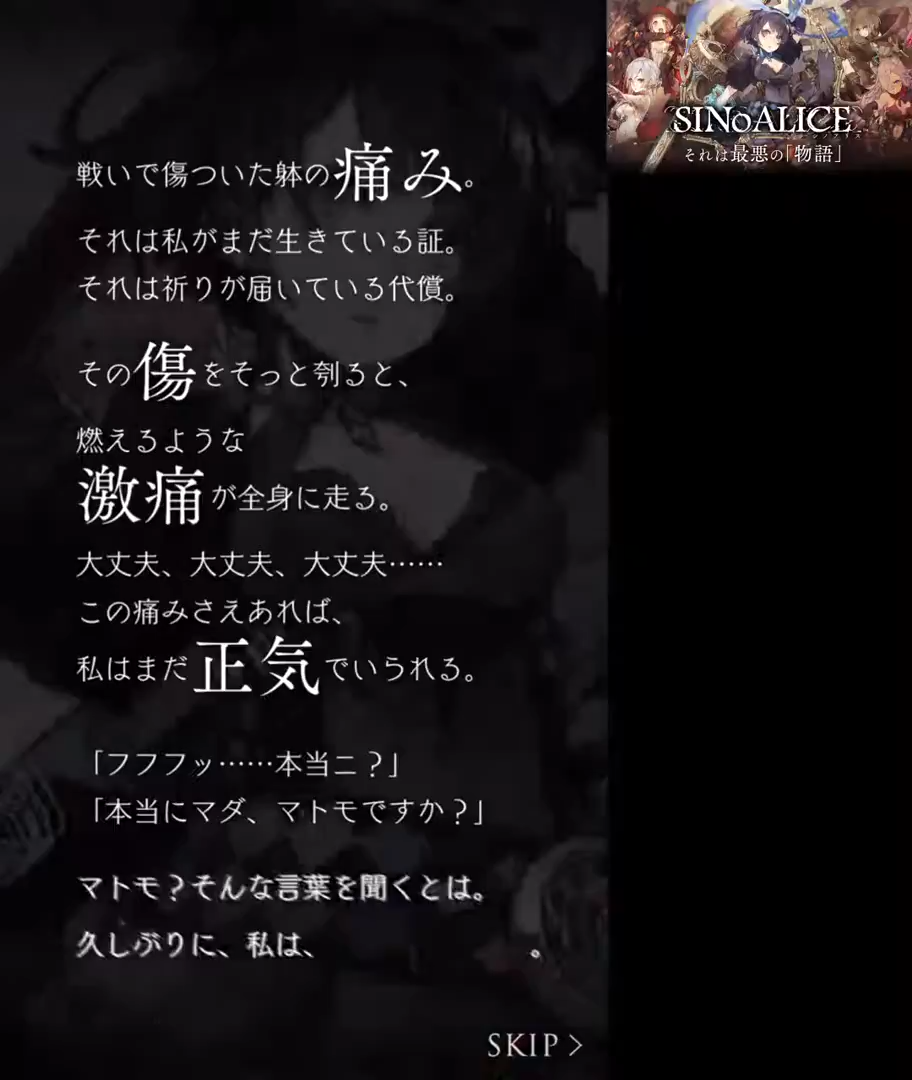 戦いで傷ついた躰の痛み。
それは私がまだ生きている証。
それは祈りが届いている代償。
その傷をそっと刳ると、
燃えるような
激痛が全身に走る。
大丈夫、大丈夫、大丈夫……
この痛みさえあれば、
私はまだ正気でいられる。
「フフフッ……本当ニ？」
「本当にマダ、マトモですか？」
マトモ？そんな言葉を聞くとは。
久しぶりに、私は、　　　　。
SKIP >
SINoALICE
それは最悪の「物語」